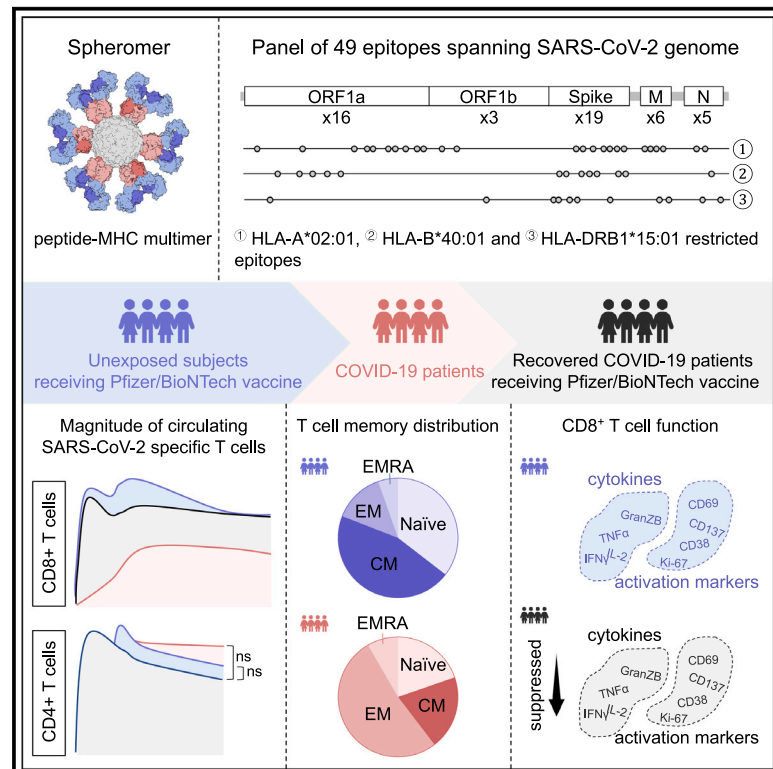 Spheromer
peptide-MHC multimer
Panel of 49 epitopes spanning SARS-CoV-2 genome
ORF1a ORF1b Spike M N
x16 x3 x19 x6 x5
①
②
③
① HLA-A*02:01, ② HLA-B*40:01 and ③ HLA-DRB1*15:01 restricted
epitopes
Unexposed subjects
receiving Pfizer/BioNTech vaccine
COVID-19 patients
Recovered COVID-19 patients
receiving Pfizer/BioNTech vaccine
Magnitude of circulating
SARS-CoV-2 specific T cells
CD8+ T cells
CD4+ T cells
ns
ns
T cell memory distribution
EMRA
EM
Naïve
CM
EMRA
Naïve
EM
CM
CD8⁺ T cell function
cytokines
GranZB
TNFα
IFNγ
IL-2
CD69
CD137
CD38
Ki-67
activation markers
suppressed
cytokines
GranZB
TNFα
IFNγ
IL-2
CD69
CD137
CD38
Ki-67
activation markers